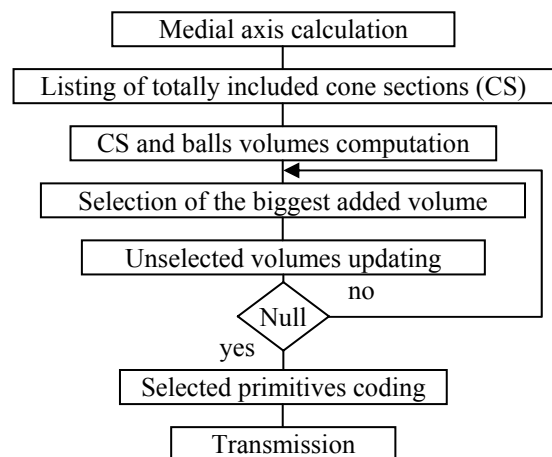 Medial axis calculation
Listing of totally included cone sections (CS)
CS and balls volumes computation
Selection of the biggest added volume
Unselected volumes updating
no
Null
yes
Selected primitives coding
Transmission